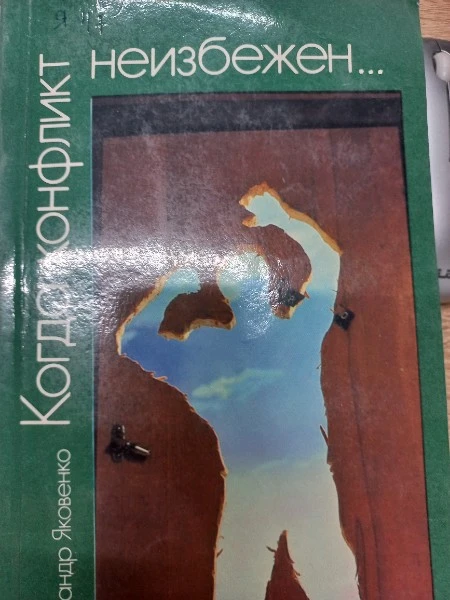 Когда конфликт
неизбежен...
андр Яковенко